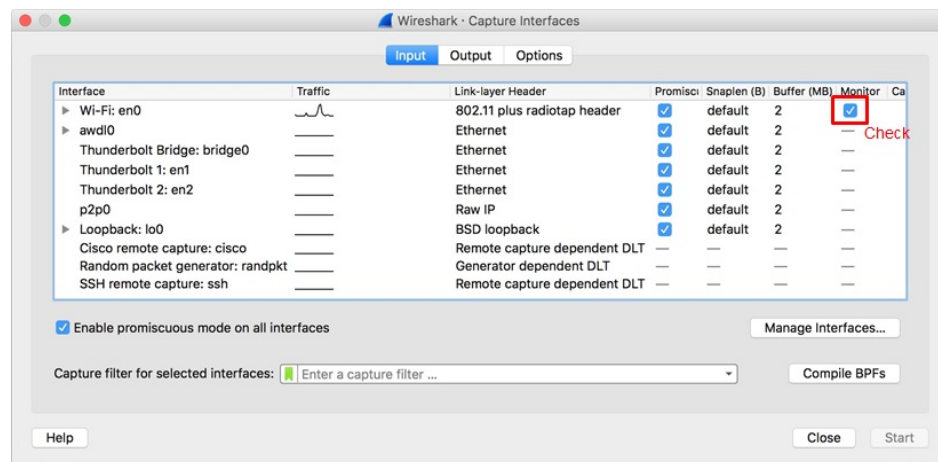 Wireshark · Capture Interfaces
Input Output Options
Interface Traffic Link-layer Header Promisc Snaplen (B) Buffer (MB) Monitor Ca
Wi-Fi: en0 802.11 plus radiotap header default 2
awdl0 Ethernet default 2 — Check
Thunderbolt Bridge: bridge0 Ethernet default 2 —
Thunderbolt 1: en1 Ethernet default 2 —
Thunderbolt 2: en2 Ethernet default 2 —
p2p0 Raw IP default 2 —
Loopback: lo0 BSD loopback default 2 —
Cisco remote capture: cisco Remote capture dependent DLT — — — —
Random packet generator: randpkt Generator dependent DLT — — — —
SSH remote capture: ssh Remote capture dependent DLT — — — —
Enable promiscuous mode on all interfaces Manage Interfaces...
Capture filter for selected interfaces: Enter a capture filter ... Compile BPFs
Help Close Start